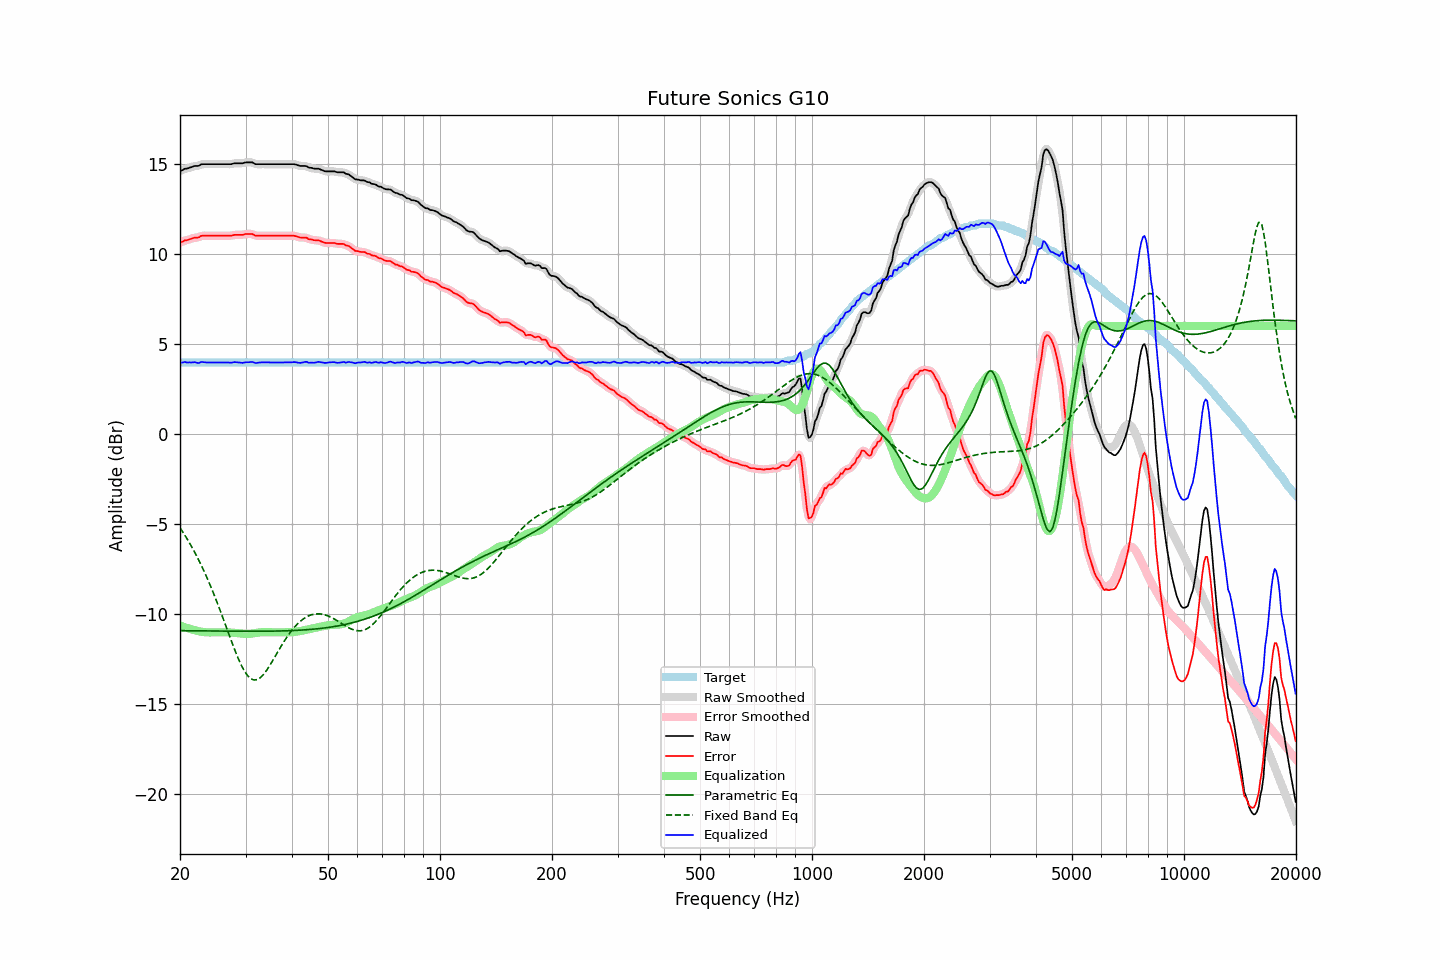 Future Sonics G10
Amplitude (dBr)
15
10
5
0
−5
−10
−15
−20
Target
Raw Smoothed
Error Smoothed
Raw
Error
Equalization
Parametric Eq
Fixed Band Eq
Equalized
20 50 100 200 500 1000 2000 5000 10000 20000
Frequency (Hz)